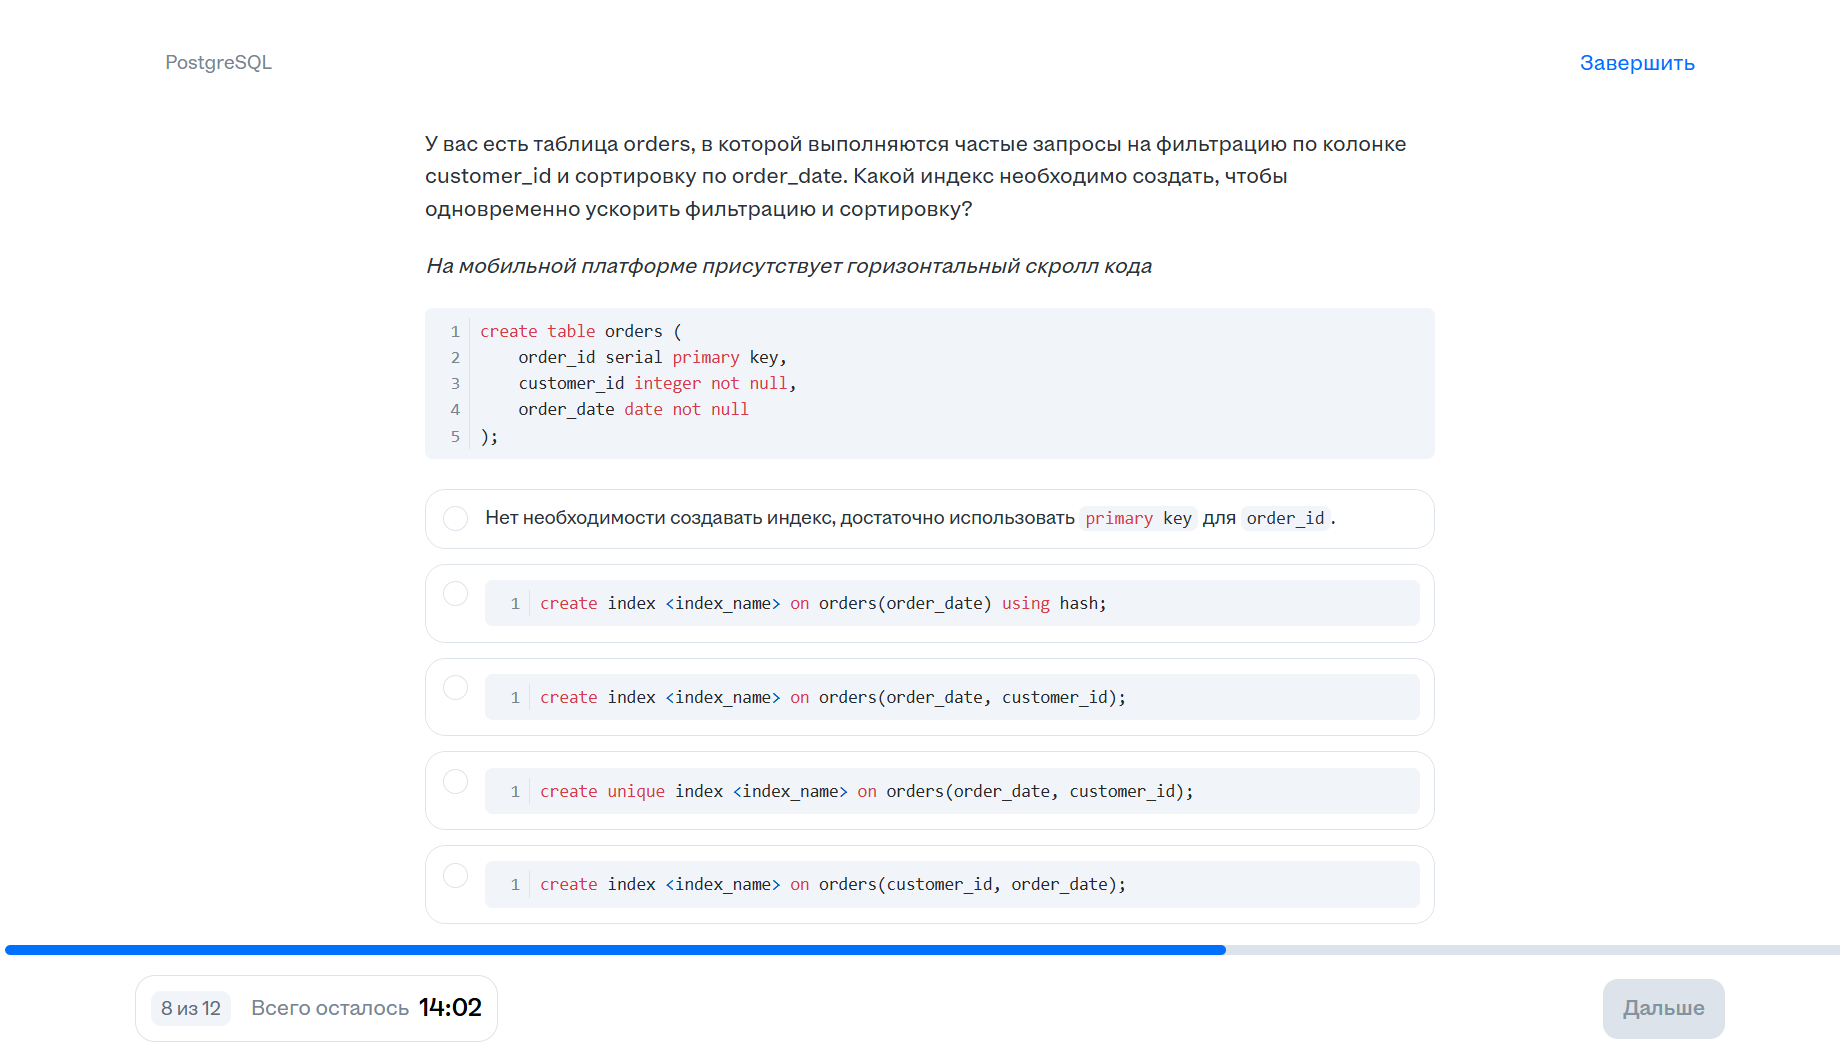 PostgreSQL
Завершить
У вас есть таблица orders, в которой выполняются частые запросы на фильтрацию по колонке
customer_id и сортировку по order_date. Какой индекс необходимо создать, чтобы
одновременно ускорить фильтрацию и сортировку?
На мобильной платформе присутствует горизонтальный скролл кода
1 create table orders (
2     order_id serial primary key,
3     customer_id integer not null,
4     order_date date not null
5 );
Нет необходимости создавать индекс, достаточно использовать primary key для order_id.
1 create index <index_name> on orders(order_date) using hash;
1 create index <index_name> on orders(order_date, customer_id);
1 create unique index <index_name> on orders(order_date, customer_id);
1 create index <index_name> on orders(customer_id, order_date);
8 из 12 Всего осталось 14:02
Дальше